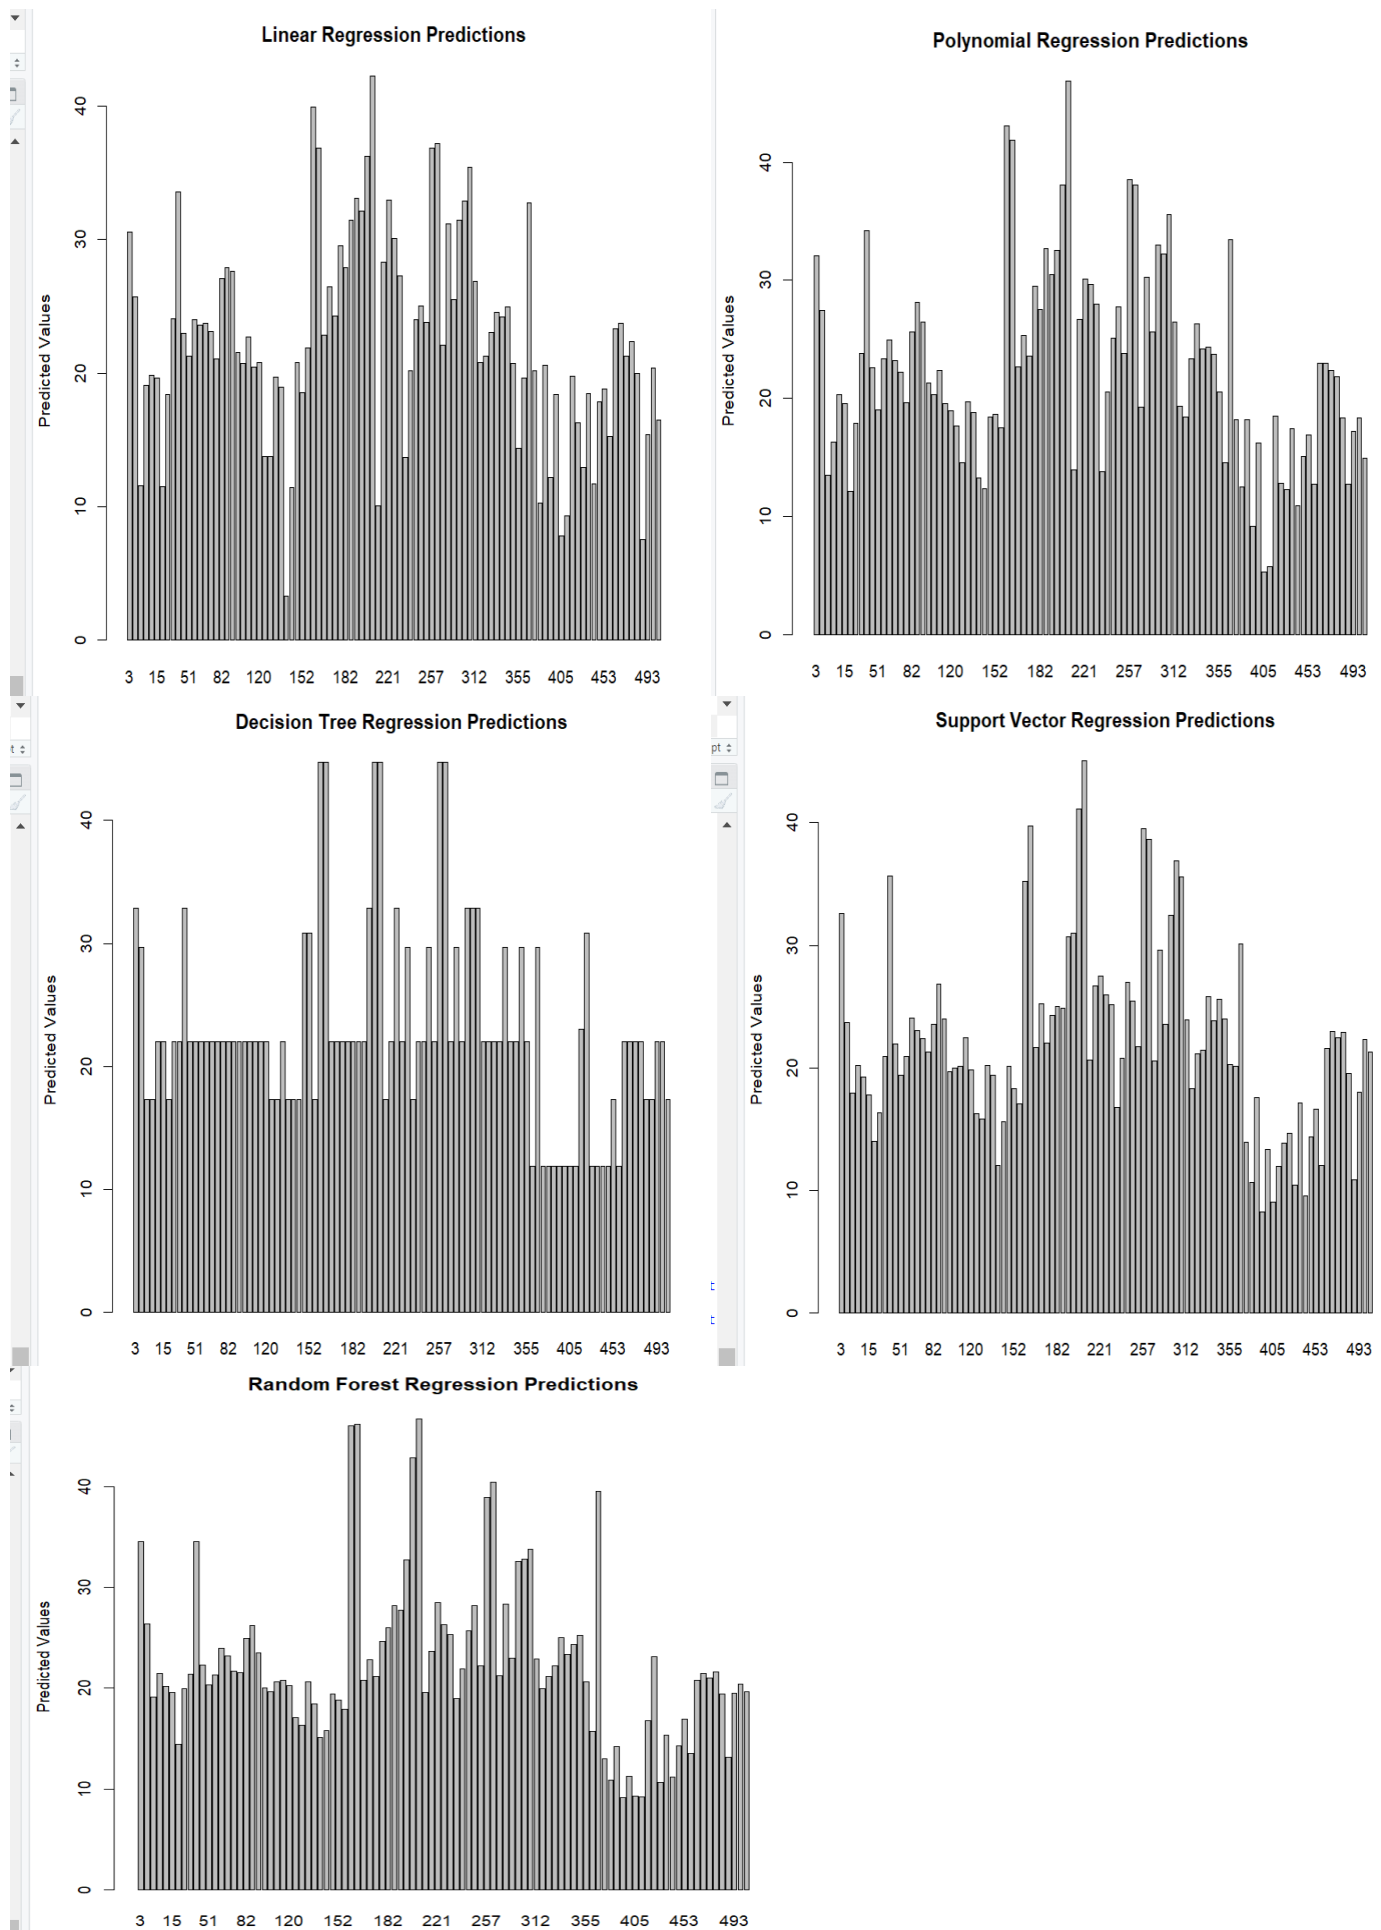 Linear Regression Predictions
Predicted Values
40
30
20
10
0
3 15 51 82 120 152 182 221 257 312 355 405 453 493
Polynomial Regression Predictions
Predicted Values
40
30
20
10
0
3 15 51 82 120 152 182 221 257 312 355 405 453 493
Decision Tree Regression Predictions
Predicted Values
40
30
20
10
0
3 15 51 82 120 152 182 221 257 312 355 405 453 493
Support Vector Regression Predictions
pt
Predicted Values
40
30
20
10
0
3 15 51 82 120 152 182 221 257 312 355 405 453 493
Random Forest Regression Predictions
Predicted Values
40
30
20
10
0
3 15 51 82 120 152 182 221 257 312 355 405 453 493